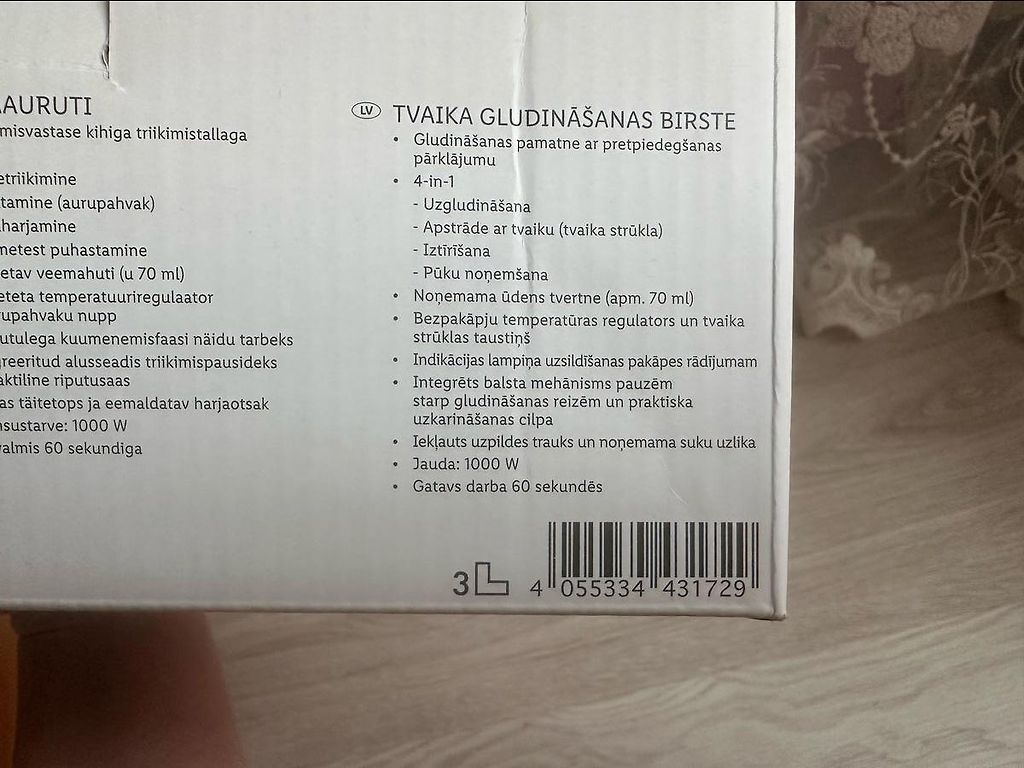 AURUTI
misvastase kihiga triikimistallaga
etriikimine
tamine (aurupahvak)
harjamine
metest puhastamine
etav veemahuti (u 70 ml)
eteta temperatuuriregulaator
rupahvaku nupp
utulega kuumenemisfaasi näidu tarbeks
greeritud alusseadis triikimispausideks
aktiline riputusaas
as täitetops ja eemaldatav harjaotsak
nsustarve: 1000 W
valmis 60 sekundiga
LV TVAIKA GLUDINĀŠANAS BIRSTE
• Gludināšanas pamatne ar pretpiedegšanas
pārklājumu
• 4-in-1
- Uzgludināšana
- Apstrāde ar tvaiku (tvaika strūkla)
- Iztīrīšana
- Pūku noņemšana
• Noņemama ūdens tvertne (apm. 70 ml)
• Bezpakāpju temperatūras regulators un tvaika
strūklas taustiņš
• Indikācijas lampiņa uzsildīšanas pakāpes rādījumam
• Integrēts balsta mehānisms pauzēm
starp gludināšanas reizēm un praktiska
uzkarināšanas cilpa
• Iekļauts uzpildes trauks un noņemama suku uzlika
• Jauda: 1000 W
• Gatavs darba 60 sekundēs
3 L
4 055334 431729